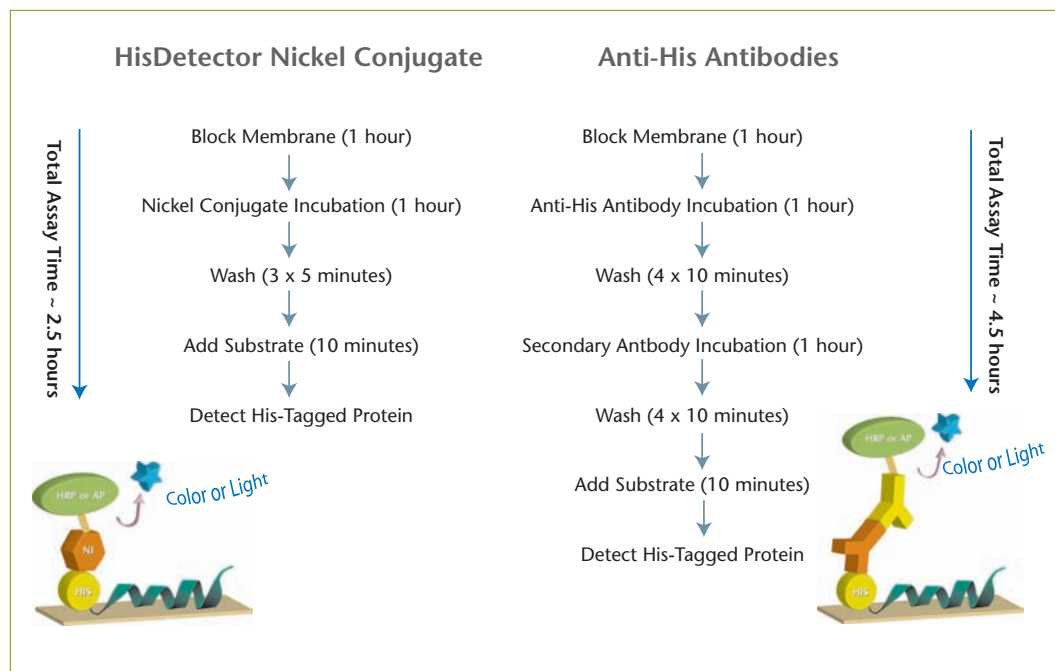 HisDetector Nickel Conjugate
Total Assay Time ~ 2.5 hours
Block Membrane (1 hour)
Nickel Conjugate Incubation (1 hour)
Wash (3 x 5 minutes)
Add Substrate (10 minutes)
Detect His-Tagged Protein
HRP or AP
Color or Light
NI
HIS
Anti-His Antibodies
Block Membrane (1 hour)
Anti-His Antibody Incubation (1 hour)
Wash (4 x 10 minutes)
Secondary Antbody Incubation (1 hour)
Wash (4 x 10 minutes)
Add Substrate (10 minutes)
Detect His-Tagged Protein
Total Assay Time ~ 4.5 hours
HRP or AP
Color or Light
HIS